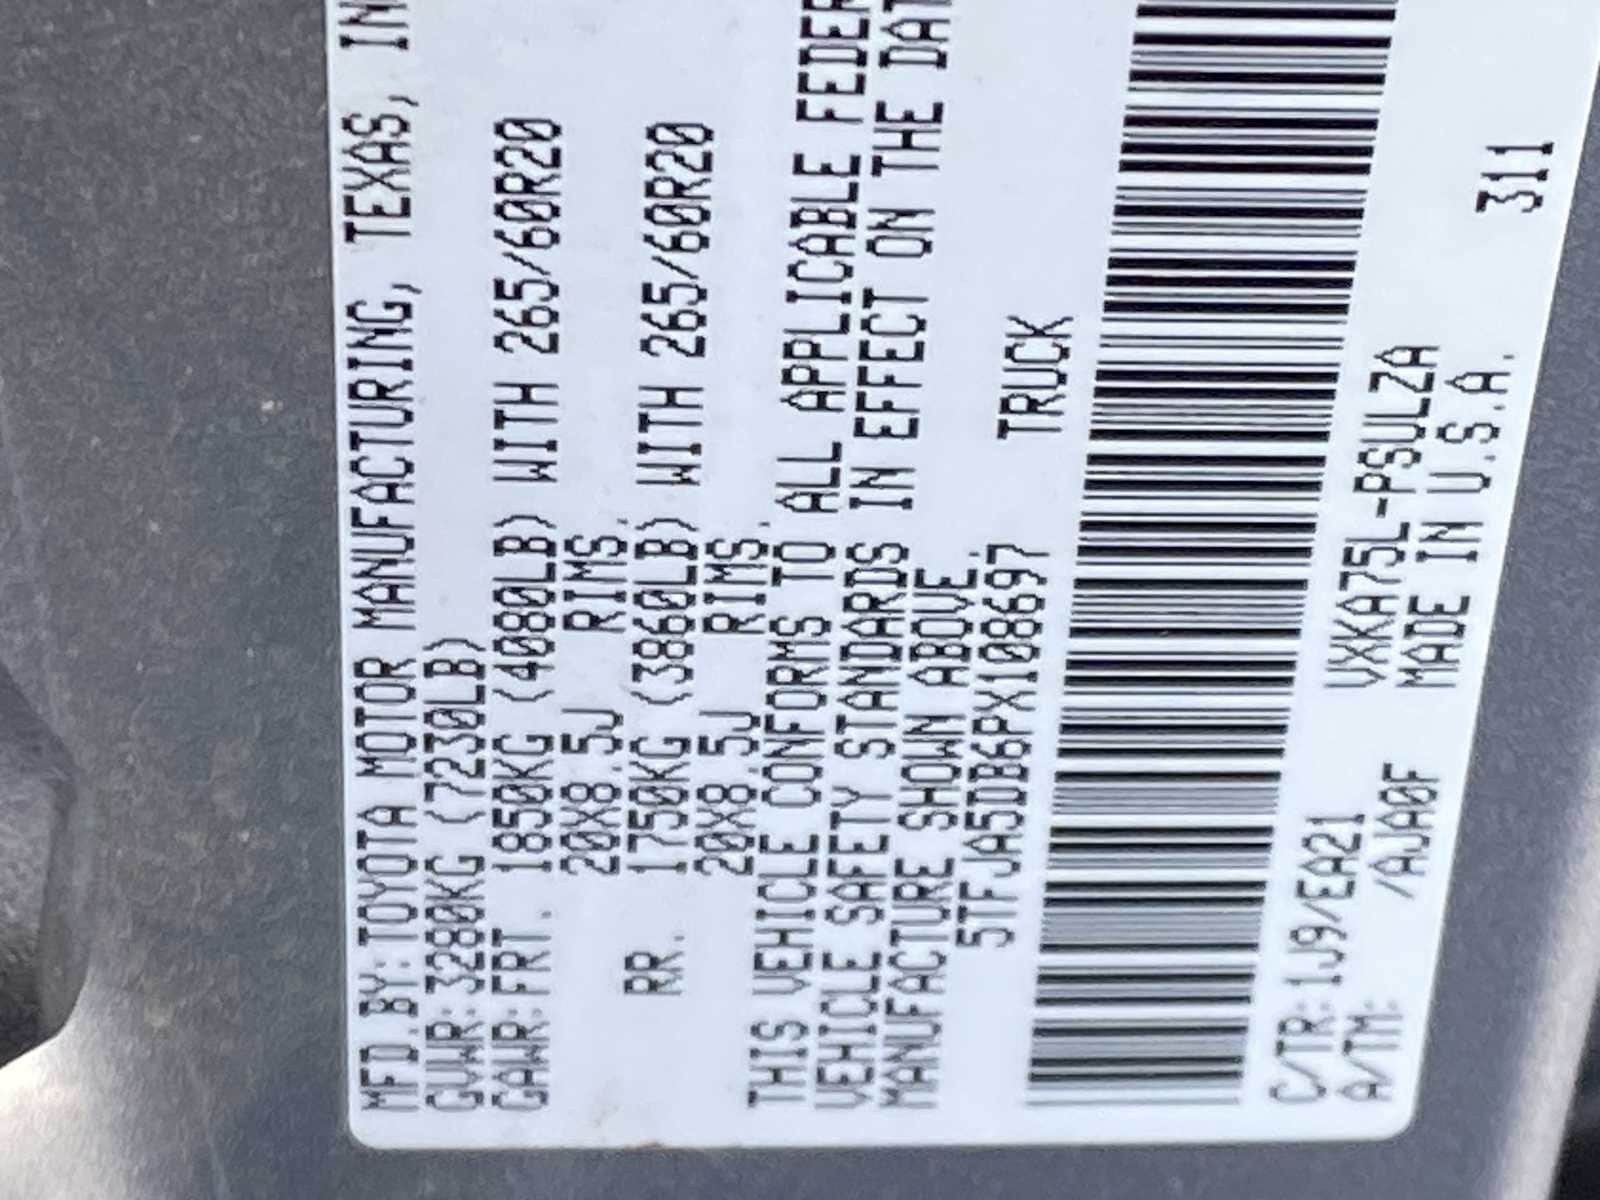 MFD.BY:TOYOTA MOTOR MANUFACTURING, TEXAS, IN
GVWR:3280KG (7230LB)
GAWR:FRT. 1850KG (4080LB) WITH 265/60R20
20X8.5J RIMS,
RR. 1750KG (3860LB) WITH 265/60R20
20X8.5J RIMS,
THIS VEHICLE CONFORMS TO ALL APPLICABLE FEDER
VEHICLE SAFETY STANDARDS IN EFFECT ON THE DAT
MANUFACTURE SHOWN ABOVE.
5TFJA5DB6PX108697 TRUCK
C/TR:1J9/EA21 VXKA75L-PSULZA 311
A/TM: /AJA0F MADE IN U.S.A.